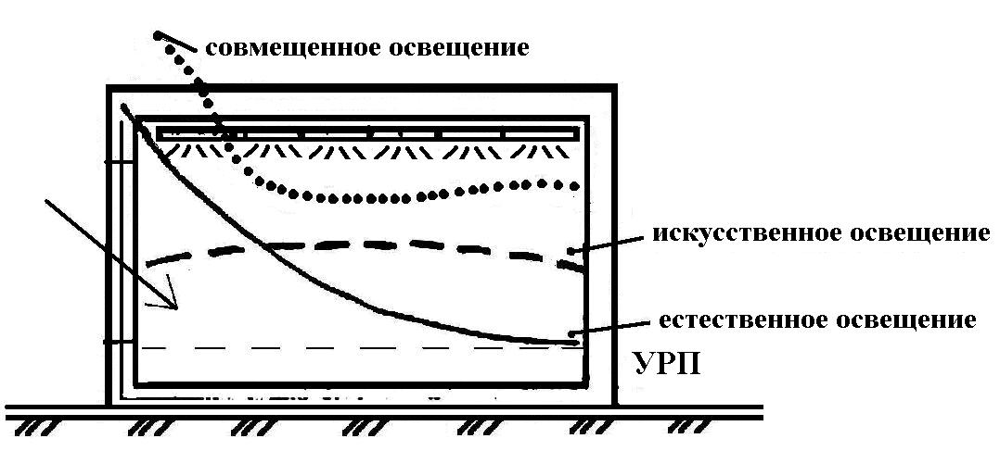 совмещенное освещение
искусственное освещение
естественное освещение
УРП